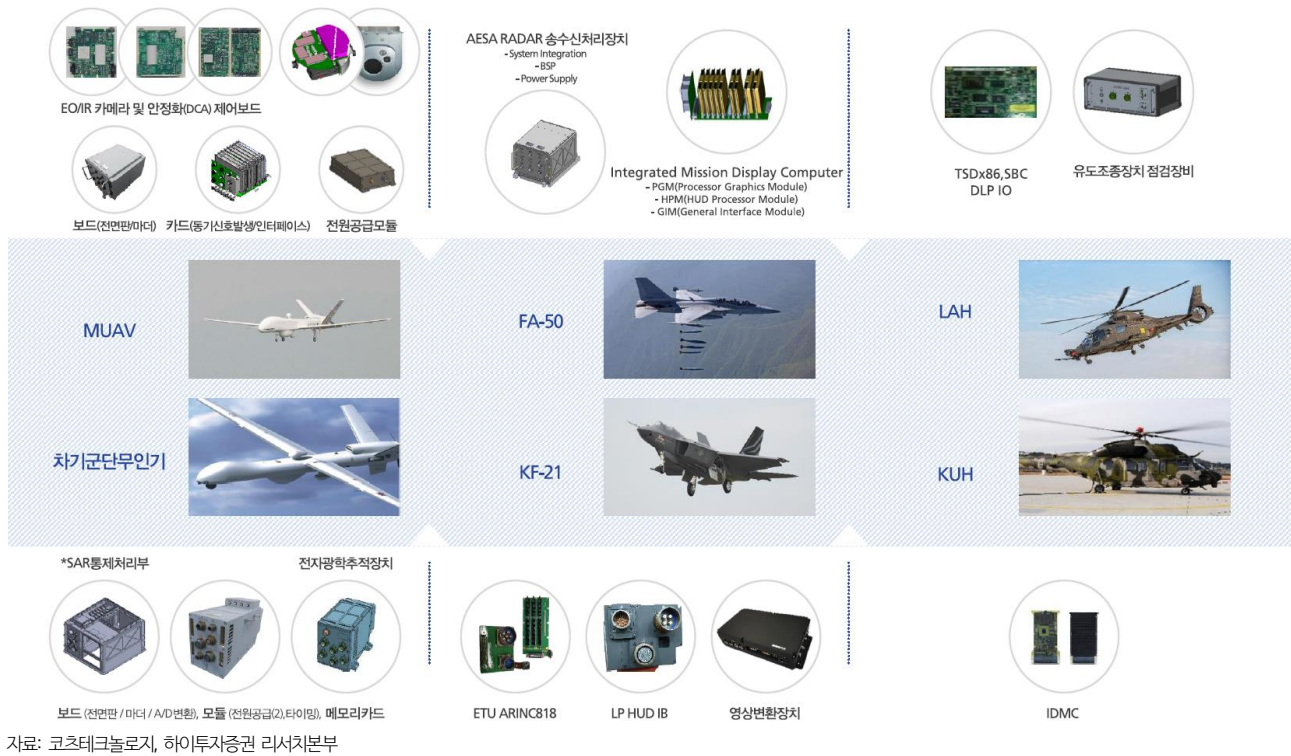 EO/IR 카메라 및 안정화(DCA) 제어보드
보드(전면판/마더) 카드(동기신호발생/인터페이스) 전원공급모듈
AESA RADAR 송수신처리장치
- System Integration
- BSP
- Power Supply
Integrated Mission Display Computer
- PGM(Processor Graphics Module)
- HPM(HUD Processor Module)
- GIM(General Interface Module)
TSDx86,SBC
DLP IO
유도조종장치 점검장비
MUAV
FA-50
LAH
차기군단무인기
KF-21
KUH
*SAR통제처리부
전자광학추적장치
보드 (전면판 / 마더 / A/D변환), 모듈 (전원공급(2),타이밍), 메모리카드
ETU ARINC818
LP HUD IB
영상변환장치
IDMC
자료: 코츠테크놀로지, 하이투자증권 리서치본부